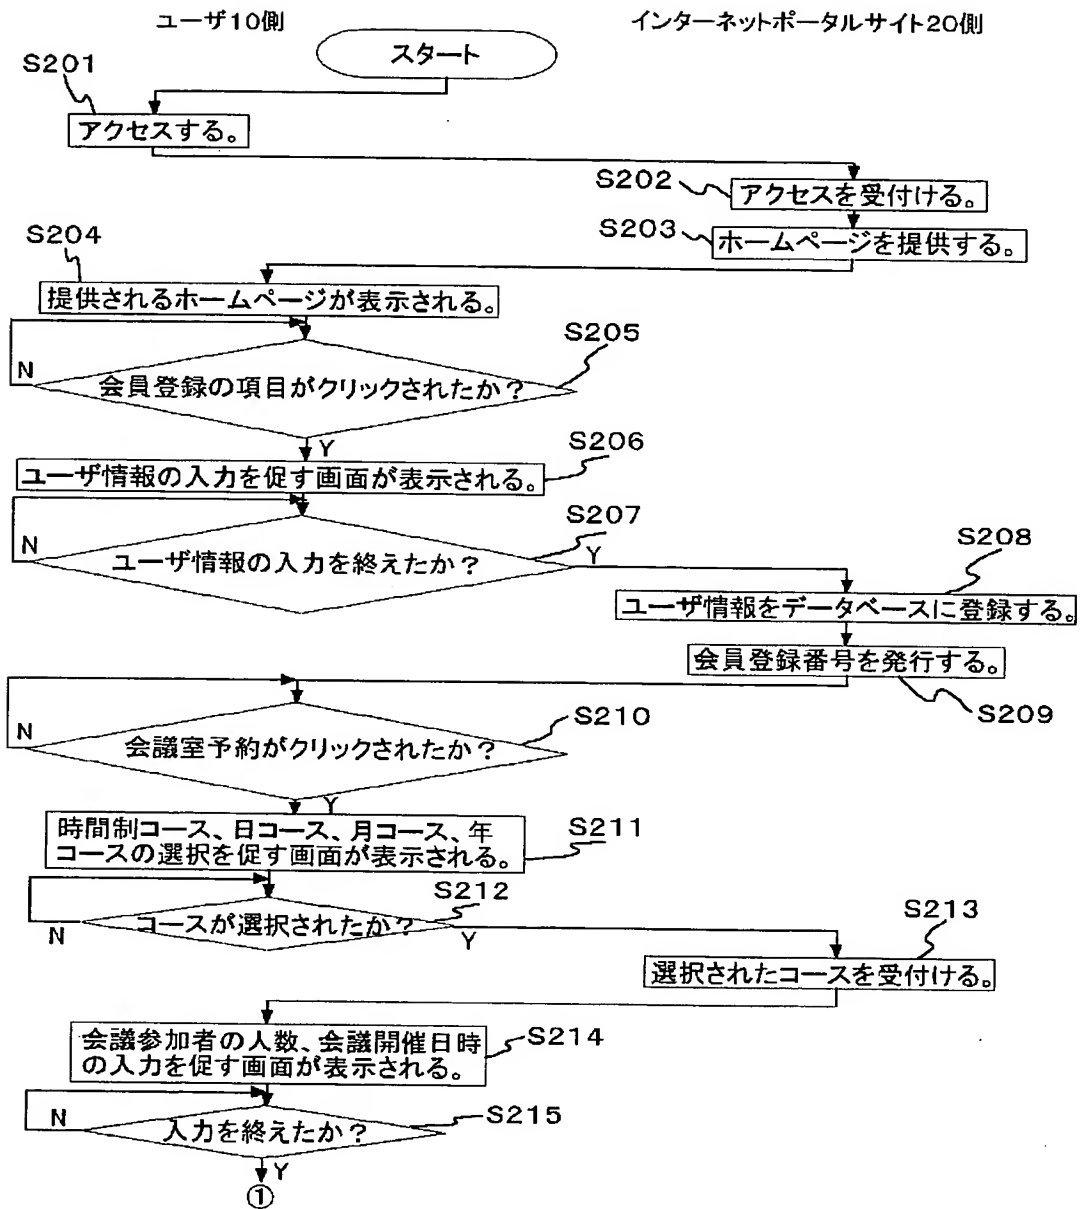 ユーザ10側
インターネットポータルサイト20側
スタート
S201
アクセスする。
S202
アクセスを受付ける。
S203
ホームページを提供する。
S204
提供されるホームページが表示される。
S205
N
会員登録の項目がクリックされたか？
Y
S206
ユーザ情報の入力を促す画面が表示される。
S207
N
ユーザ情報の入力を終えたか？
Y
S208
ユーザ情報をデータベースに登録する。
会員登録番号を発行する。
S209
S210
N
会議室予約がクリックされたか？
Y
時間制コース、日コース、月コース、年
コースの選択を促す画面が表示される。
S211
S212
コースが選択されたか？
N
Y
S213
選択されたコースを受付ける。
会議参加者の人数、会議開催日時
の入力を促す画面が表示される。
S214
N
入力を終えたか？
S215
Y
①